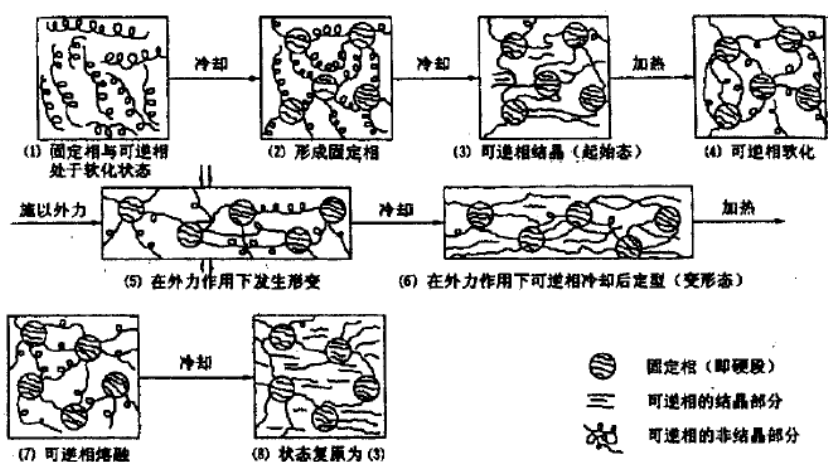 冷却
冷却
加热
(1) 固定相与可逆相
处于软化状态
(2) 形成固定相
(3) 可逆相结晶（起始态）
(4) 可逆相软化
施以外力
冷却
加热
(5) 在外力作用下发生形变
(6) 在外力作用下可逆相冷却后定型（变形态）
冷却
固定相（即硬段）
可逆相的结晶部分
可逆相的非结晶部分
(7) 可逆相熔融
(8) 状态复原为 (3)